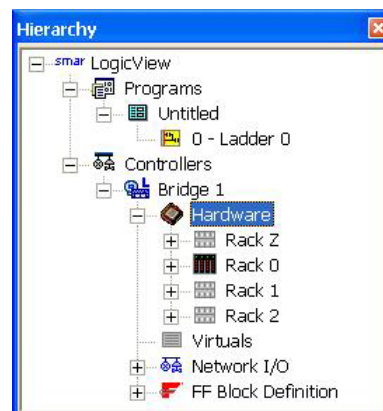 Hierarchy
smar LogicView
Programs
Untitled
0 - Ladder 0
Controllers
Bridge 1
Hardware
Rack Z
Rack 0
Rack 1
Rack 2
Virtuals
Network I/O
FF Block Definition